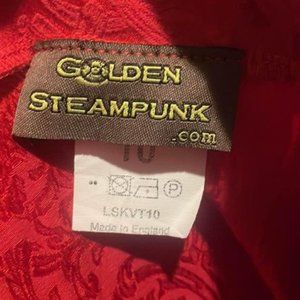 GOLDEN
STEAMPUNK
.com
10
P
LSKVT10
Made in England